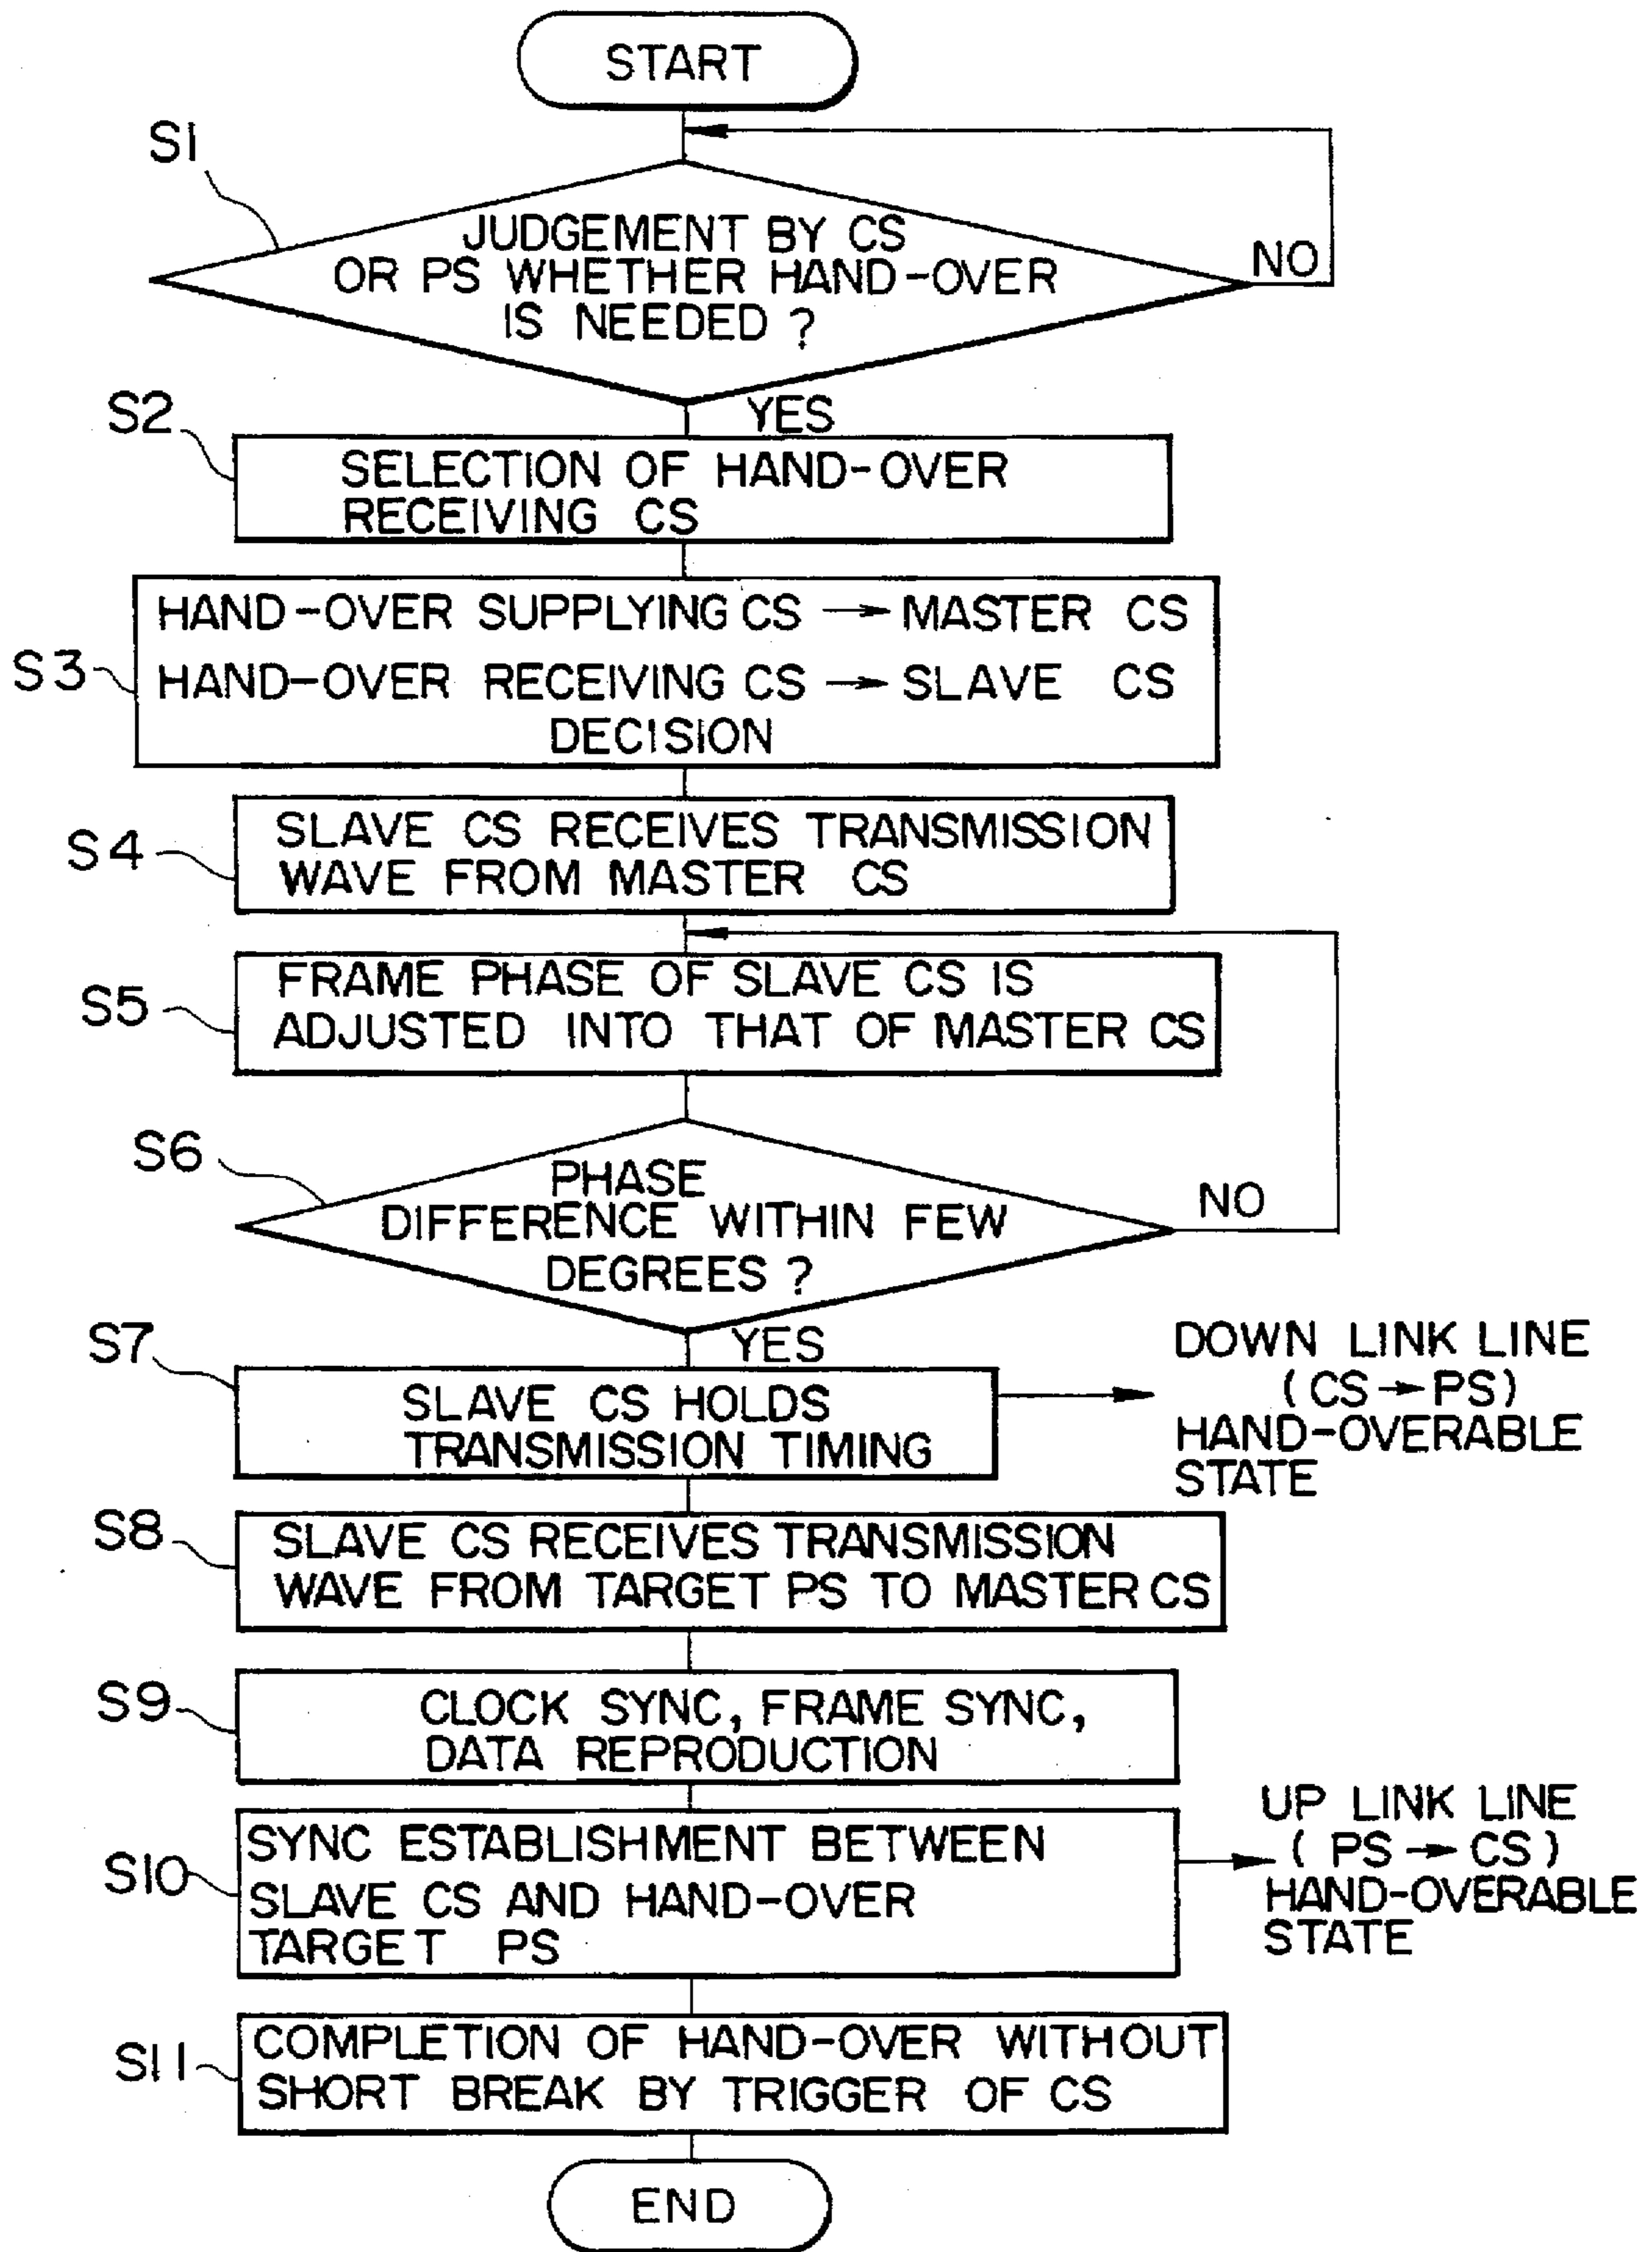 START
S1
JUDGEMENT BY CS
OR PS WHETHER HAND-OVER
IS NEEDED ?
NO
YES
S2
SELECTION OF HAND-OVER
RECEIVING CS
S3
HAND-OVER SUPPLYING CS → MASTER CS
HAND-OVER RECEIVING CS → SLAVE CS
DECISION
S4
SLAVE CS RECEIVES TRANSMISSION
WAVE FROM MASTER CS
S5
FRAME PHASE OF SLAVE CS IS
ADJUSTED INTO THAT OF MASTER CS
S6
PHASE
DIFFERENCE WITHIN FEW
DEGREES ?
NO
YES
S7
SLAVE CS HOLDS
TRANSMISSION TIMING
DOWN LINK LINE
( CS → PS )
HAND-OVERABLE
STATE
S8
SLAVE CS RECEIVES TRANSMISSION
WAVE FROM TARGET PS TO MASTER CS
S9
CLOCK SYNC, FRAME SYNC,
DATA REPRODUCTION
S10
SYNC ESTABLISHMENT BETWEEN
SLAVE CS AND HAND-OVER
TARGET PS
UP LINK LINE
( PS → CS )
HAND-OVERABLE
STATE
S11
COMPLETION OF HAND-OVER WITHOUT
SHORT BREAK BY TRIGGER OF CS
END